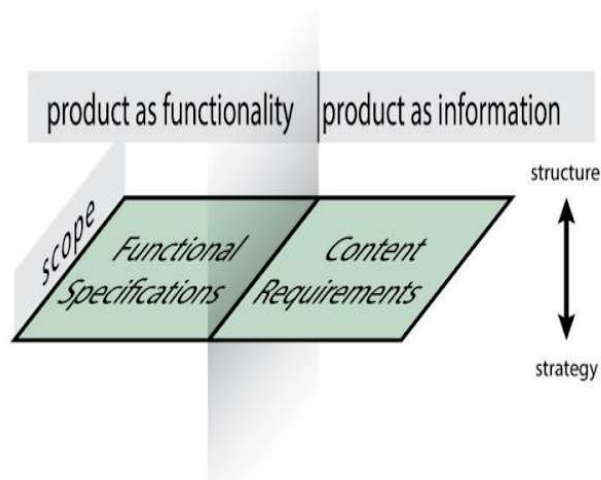 product as functionality
product as information
structure
scope
Functional
Specifications
Content
Requirements
strategy